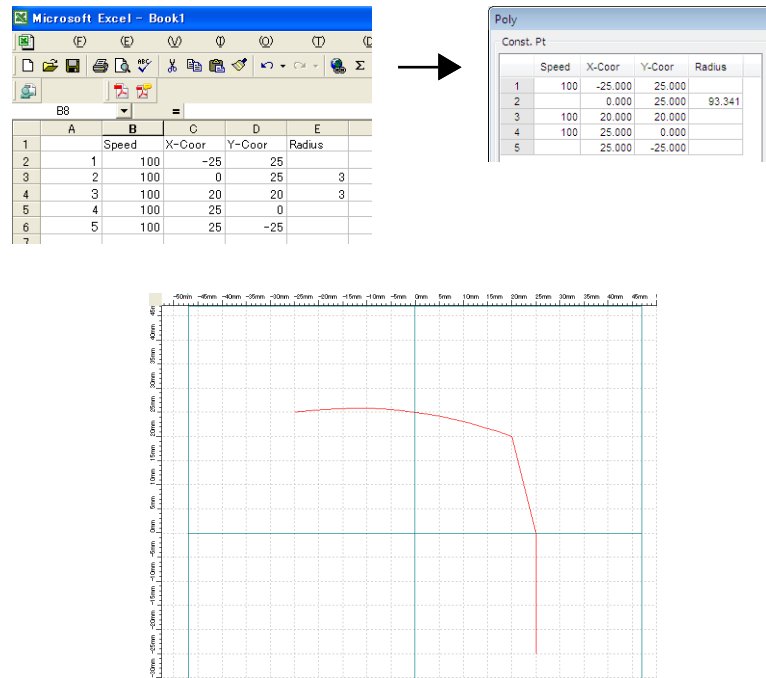 Microsoft Excel - Book1
(F) (E) (V) (I) (O) (T)
ABC
Σ
B8 =
A B C D E
1 Speed X-Coor Y-Coor Radius
2 1 100 -25 25
3 2 100 0 25 3
4 3 100 20 20 3
5 4 100 25 0
6 5 100 25 -25
7
Poly
Const. Pt
Speed X-Coor Y-Coor Radius
1 100 -25.000 25.000
2 0.000 25.000 93.341
3 100 20.000 20.000
4 100 25.000 0.000
5 25.000 -25.000
-50mm -45mm -40mm -35mm -30mm -25mm -20mm -15mm -10mm -5mm 0mm 5mm 10mm 15mm 20mm 25mm 30mm 35mm 40mm 45mm
40mm
35mm
30mm
25mm
20mm
15mm
10mm
5mm
0mm
-5mm
-10mm
-15mm
-20mm
-25mm
-30mm